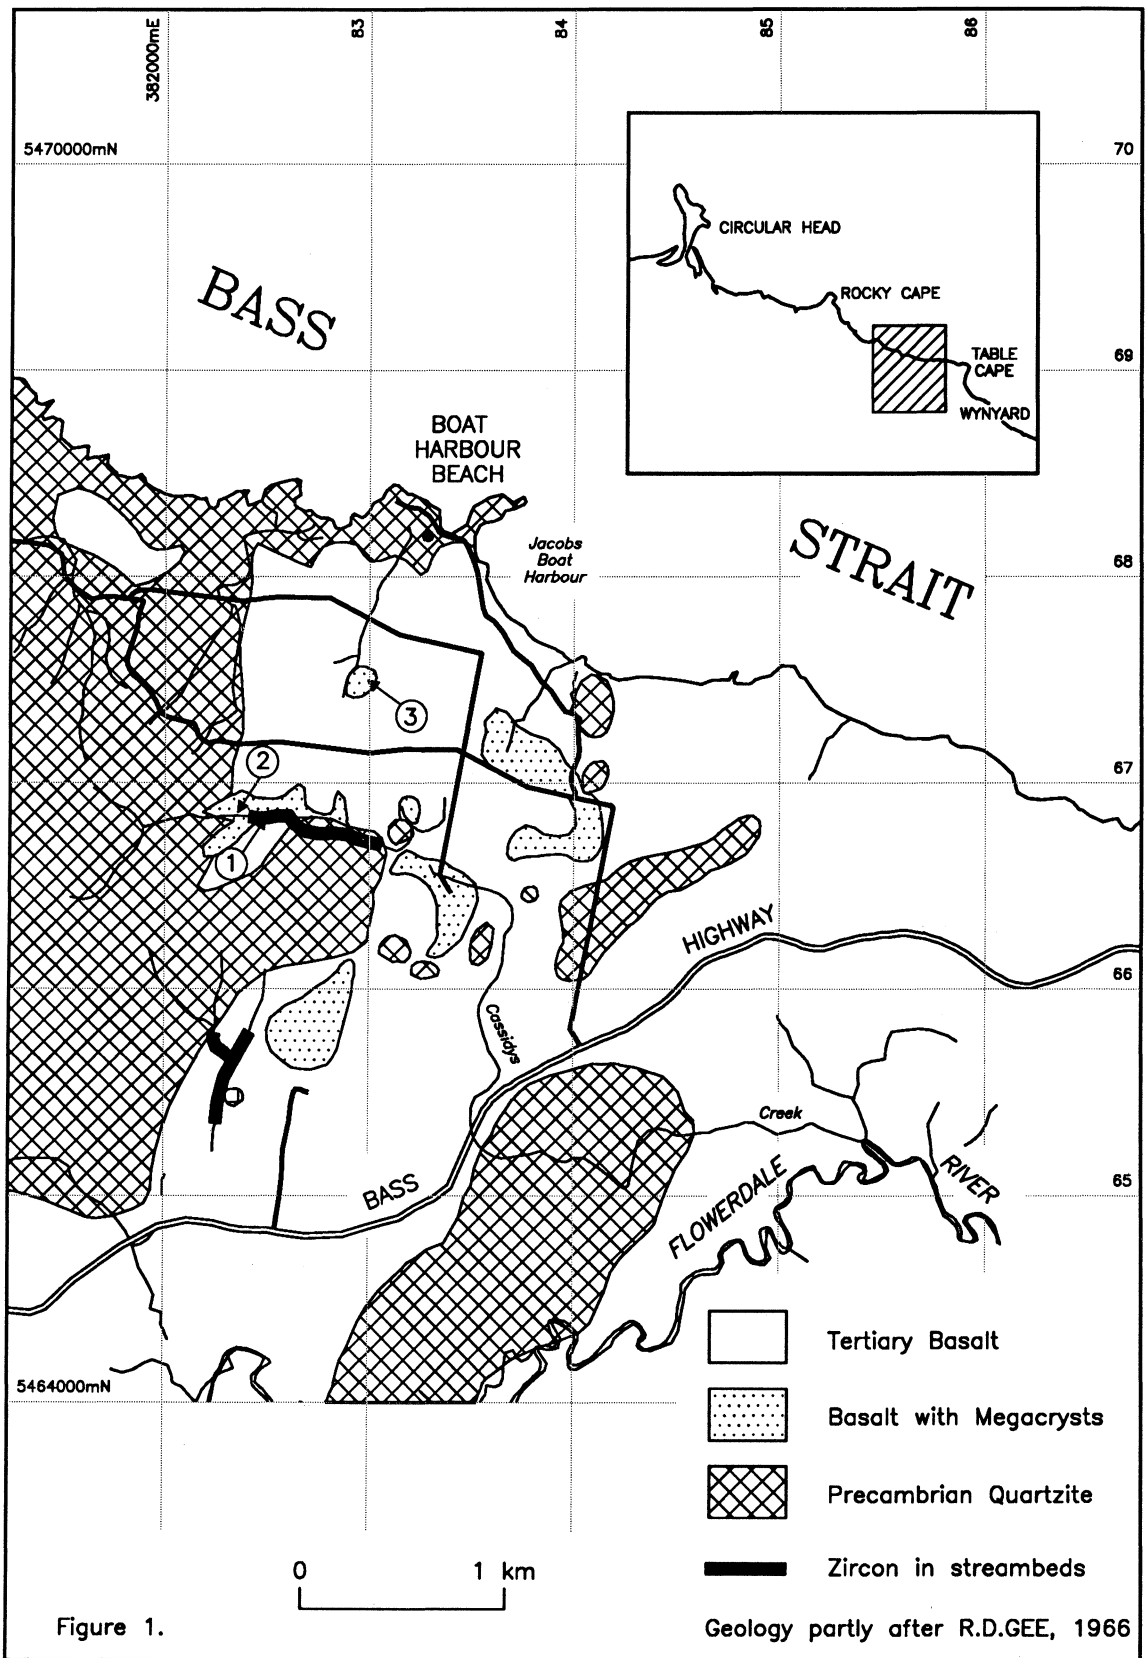 382000mE
83
84
85
86
5470000mN
70
CIRCULAR HEAD
ROCKY CAPE
TABLE
CAPE
WYNYARD
BASS
69
BOAT
HARBOUR
BEACH
Jacobs
Boat
Harbour
STRAIT
68
3
2
67
1
HIGHWAY
66
Cassidys
Creek
BASS
FLOWERDALE
RIVER
65
Tertiary Basalt
5464000mN
Basalt with Megacrysts
Precambrian Quartzite
0 1 km
Zircon in streambeds
Figure 1.
Geology partly after R.D.GEE, 1966